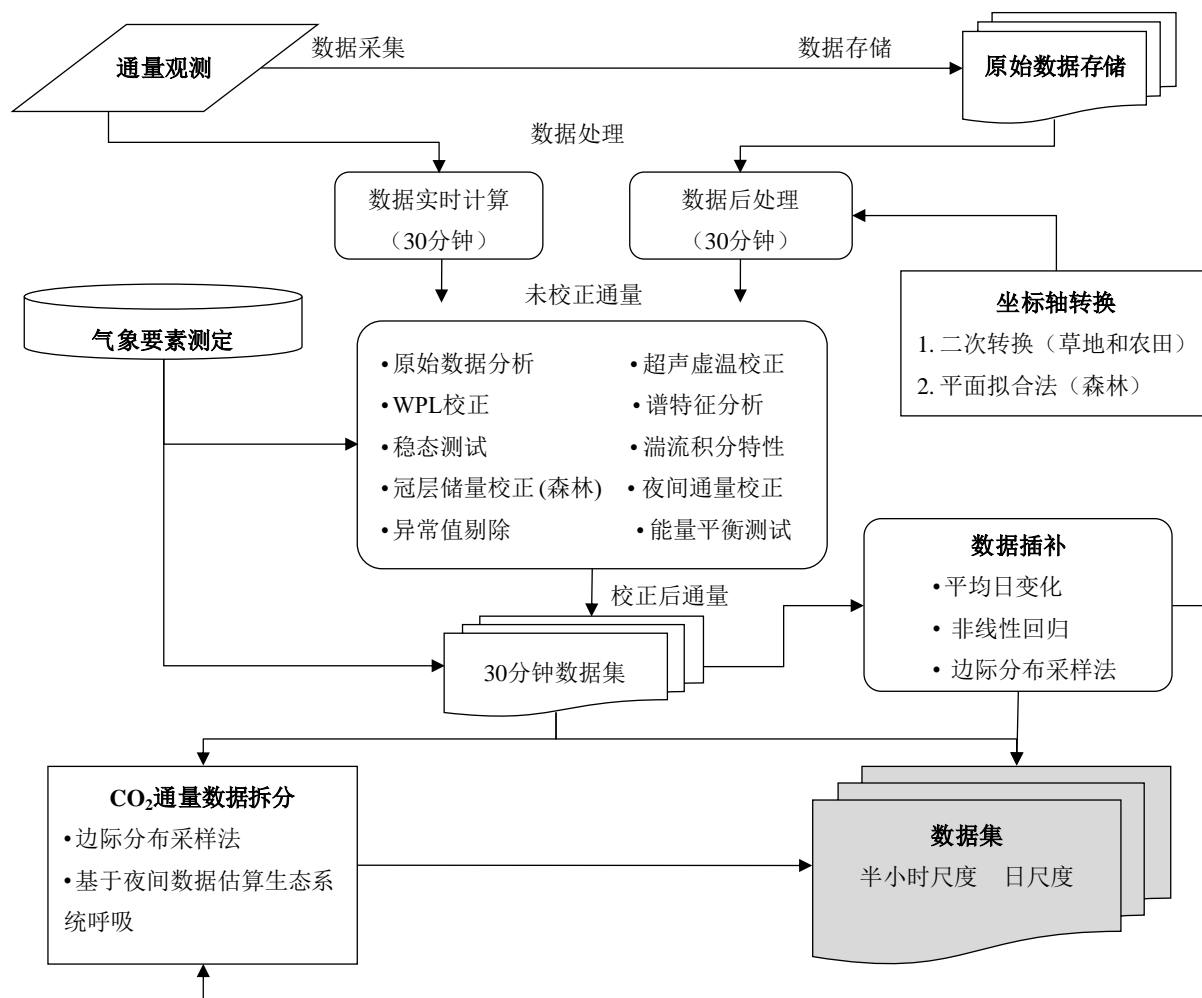 数据采集
数据存储
通量观测
原始数据存储
数据处理
数据实时计算
（30分钟）
数据后处理
（30分钟）
未校正通量
坐标轴转换
1. 二次转换（草地和农田）
2. 平面拟合法（森林）
气象要素测定
•原始数据分析
•超声虚温校正
•WPL校正
•谱特征分析
•稳态测试
•湍流积分特性
•冠层储量校正(森林)
•夜间通量校正
•异常值剔除
•能量平衡测试
校正后通量
数据插补
•平均日变化
•非线性回归
•边际分布采样法
30分钟数据集
CO₂通量数据拆分
•边际分布采样法
•基于夜间数据估算生态系
统呼吸
数据集
半小时尺度 日尺度